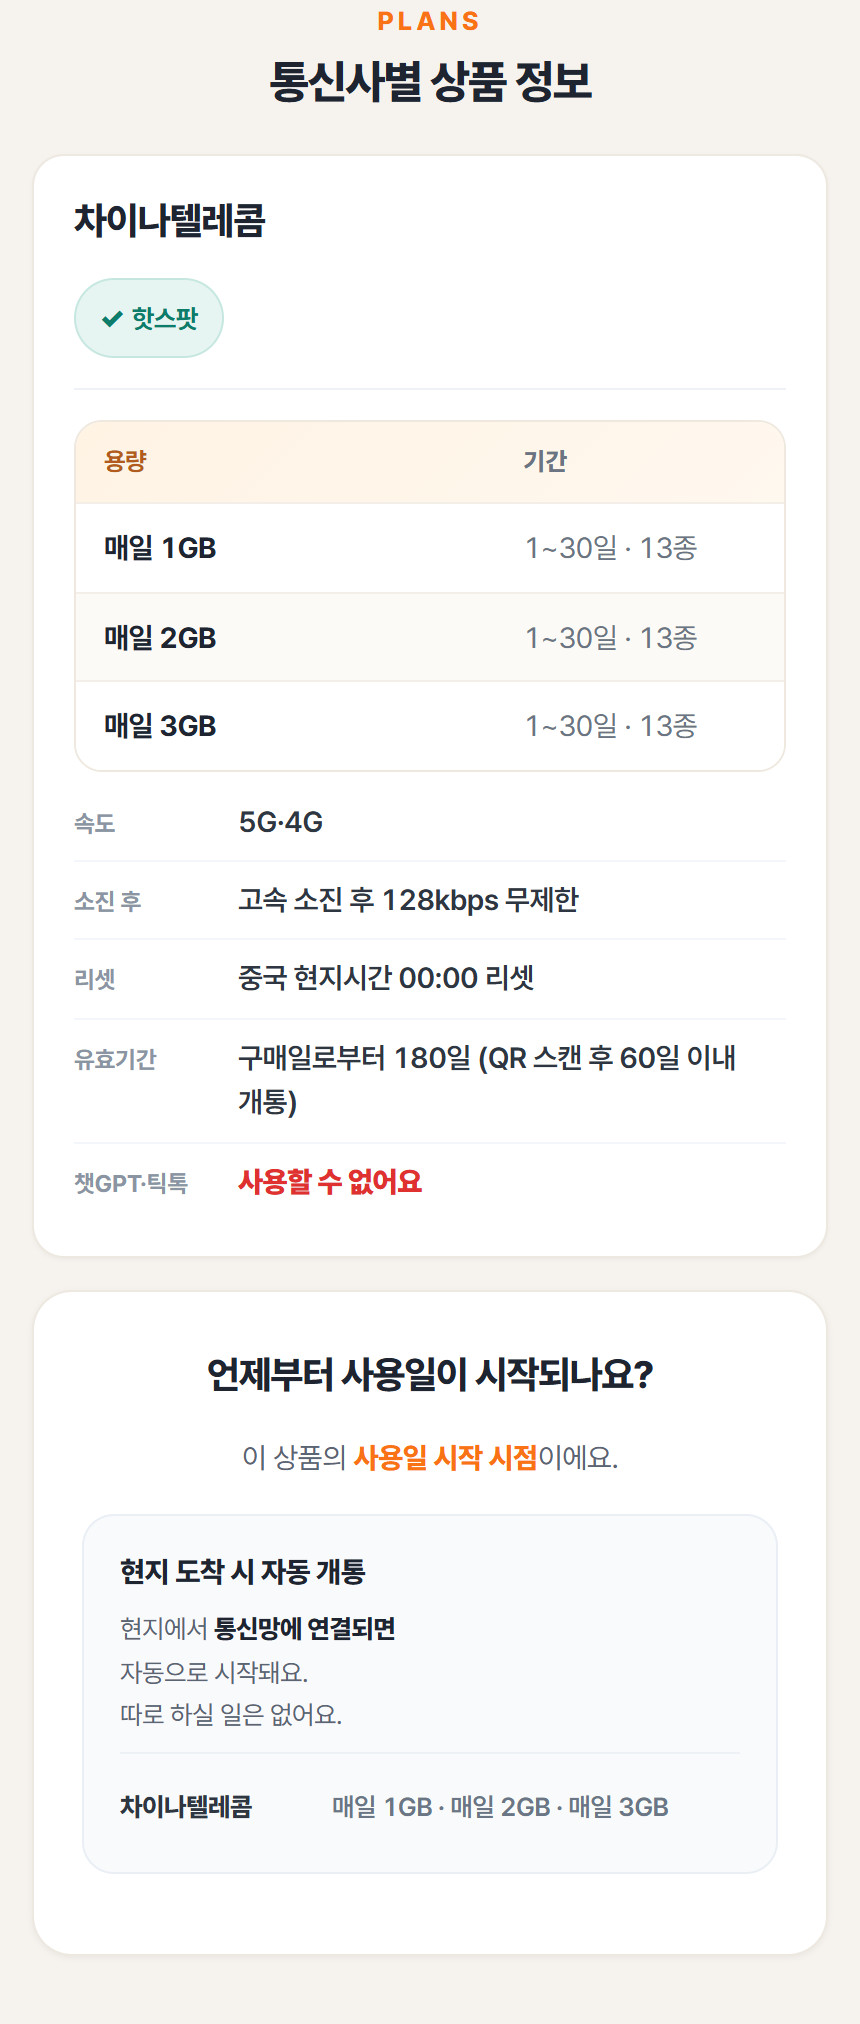 PLANS
통신사별 상품 정보
차이나텔레콤
✓ 핫스팟
용량 기간
매일 1GB 1~30일 · 13종
매일 2GB 1~30일 · 13종
매일 3GB 1~30일 · 13종
속도 5G·4G
소진 후 고속 소진 후 128kbps 무제한
리셋 중국 현지시간 00:00 리셋
유효기간 구매일로부터 180일 (QR 스캔 후 60일 이내
개통)
챗GPT·틱톡 사용할 수 없어요
언제부터 사용일이 시작되나요?
이 상품의 사용일 시작 시점이에요.
현지 도착 시 자동 개통
현지에서 통신망에 연결되면
자동으로 시작돼요.
따로 하실 일은 없어요.
차이나텔레콤 매일 1GB · 매일 2GB · 매일 3GB